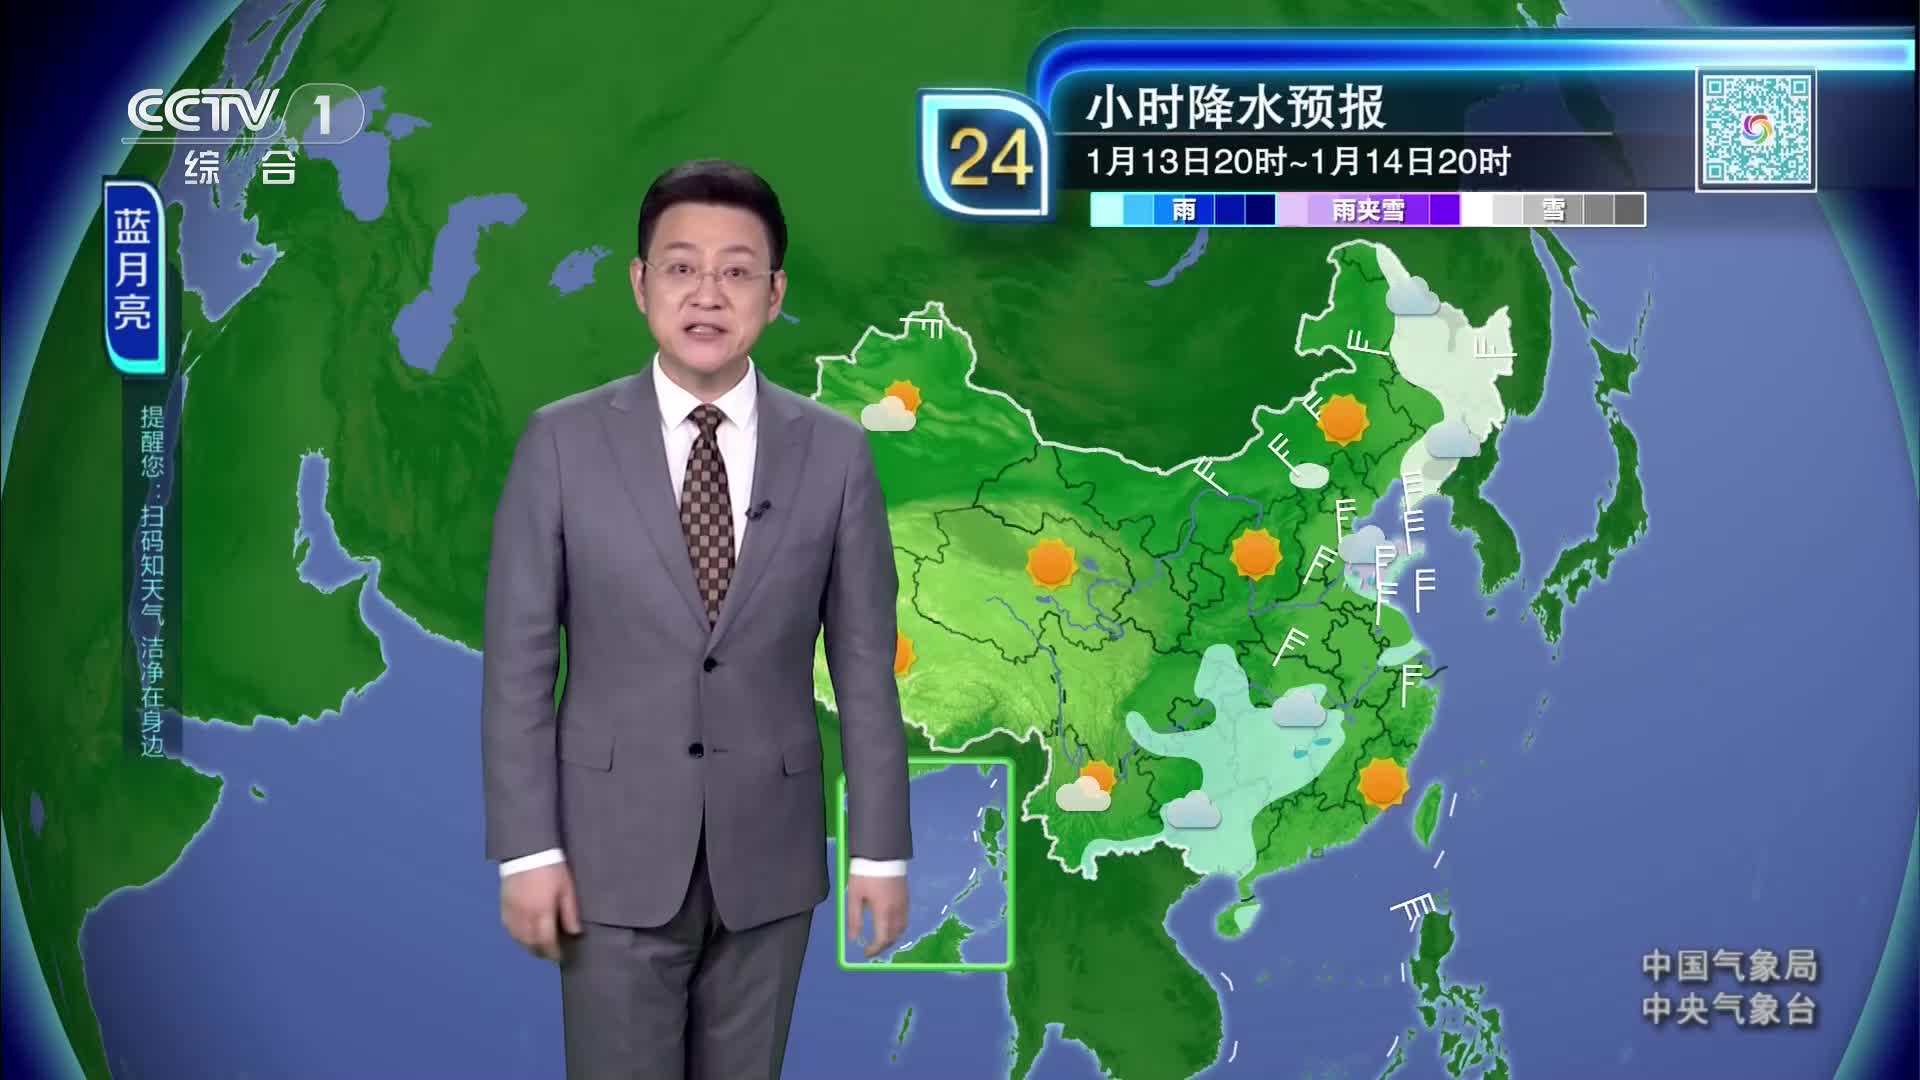 CCTV 1
综 合
蓝月亮
提醒您：扫码知天气 洁净在身边
24
小时降水预报
1月13日20时~1月14日20时
雨 雨夹雪 雪
中国气象局
中央气象台